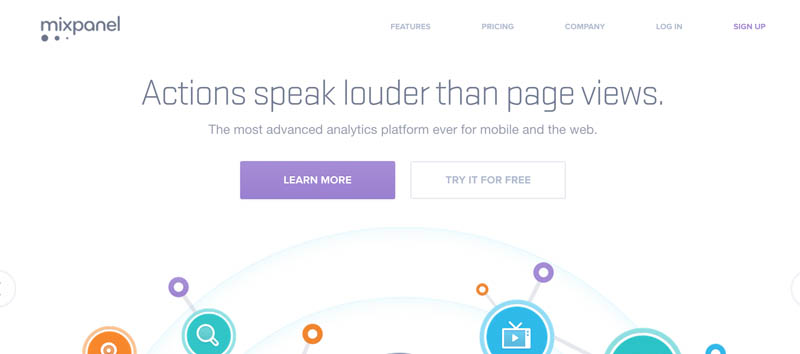 mixpanel
FEATURES PRICING COMPANY LOG IN SIGN UP
Actions speak louder than page views.
The most advanced analytics platform ever for mobile and the web.
LEARN MORE TRY IT FOR FREE